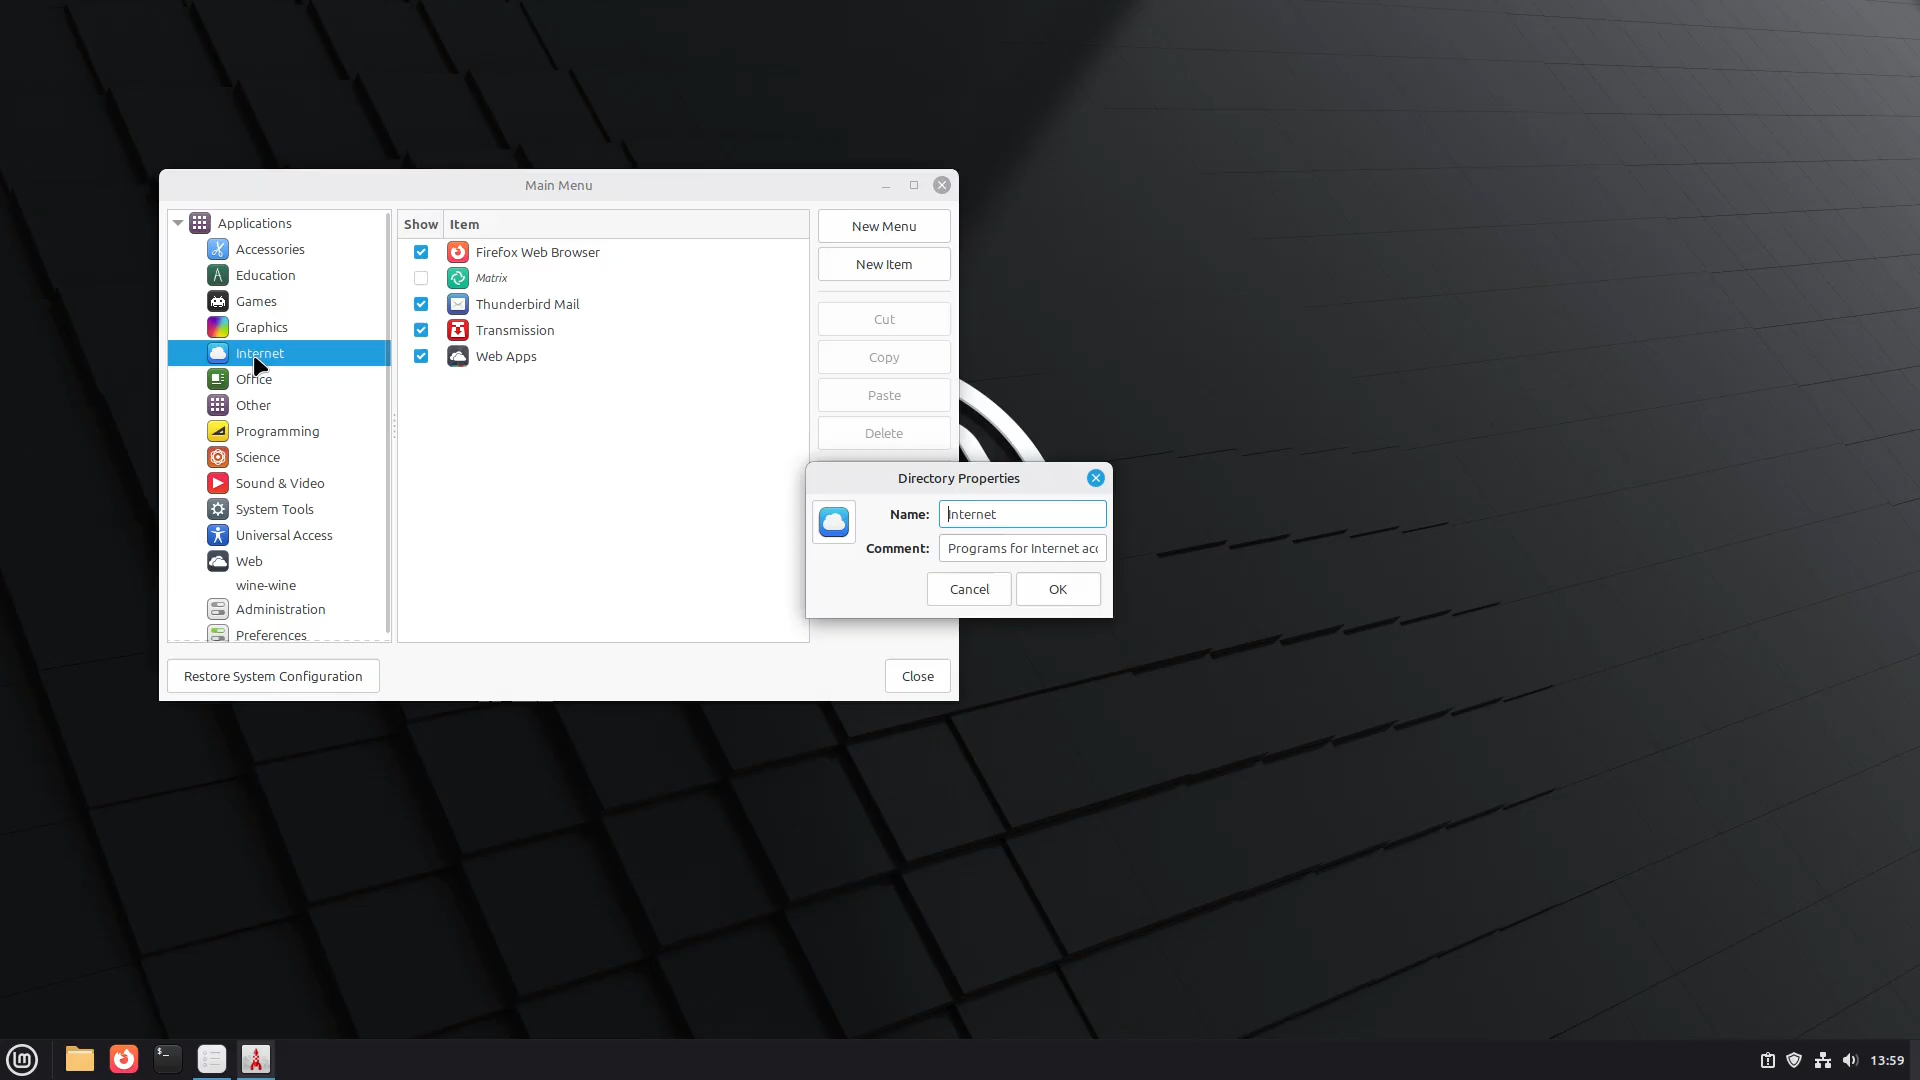 Main Menu
Applications
Accessories
Education
Games
Graphics
Internet
Office
Other
Programming
Science
Sound & Video
System Tools
Universal Access
Web
wine-wine
Administration
Preferences
Show Item
Firefox Web Browser
Matrix
Thunderbird Mail
Transmission
Web Apps
New Menu
New Item
Cut
Copy
Paste
Delete
Directory Properties
Name: Internet
Comment: Programs for Internet acc
Cancel OK
Restore System Configuration
Close
13:59